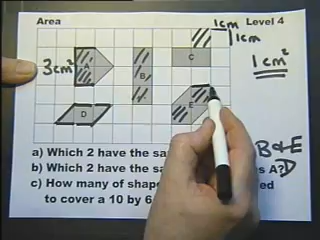 Area
1cm Level 4
1cm
1cm²
3cm²
A
B
C
D
E
a) Which 2 have the sa B & E
b) Which 2 have the sa s A? D
c) How many of shape ed
to cover a 10 by 6